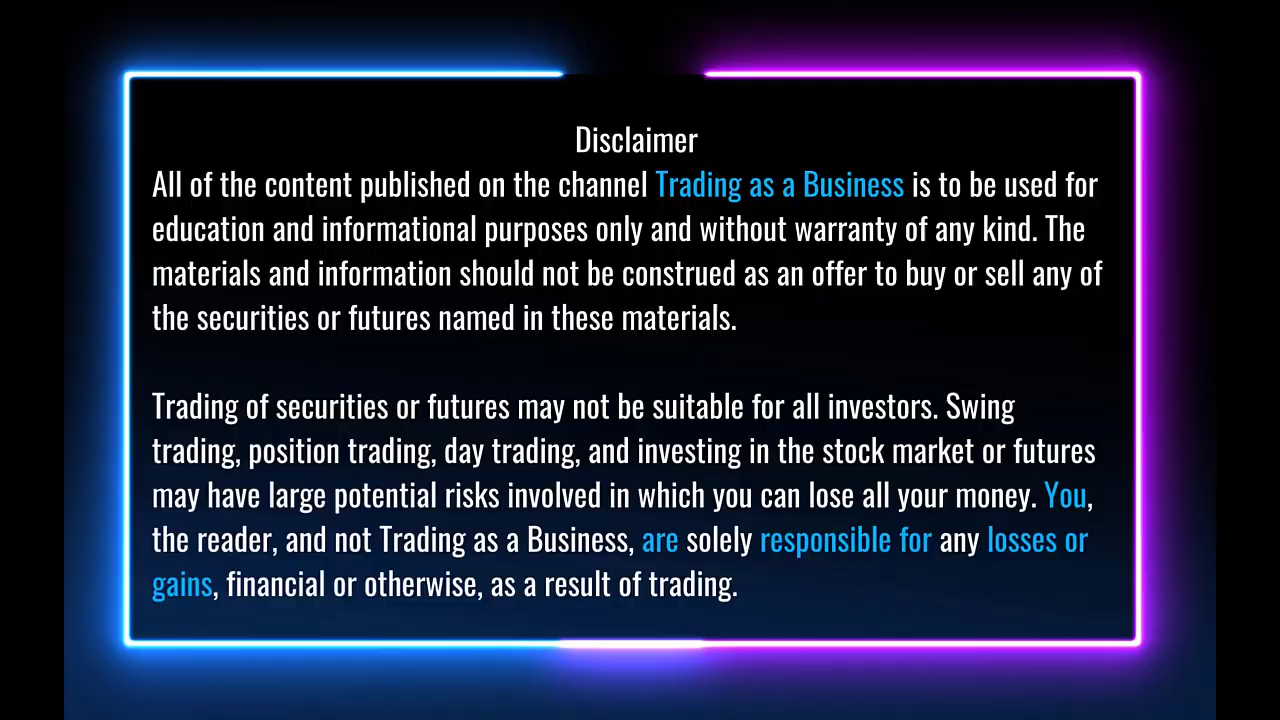 Disclaimer
All of the content published on the channel Trading as a Business is to be used for
education and informational purposes only and without warranty of any kind. The
materials and information should not be construed as an offer to buy or sell any of
the securities or futures named in these materials.
Trading of securities or futures may not be suitable for all investors. Swing
trading, position trading, day trading, and investing in the stock market or futures
may have large potential risks involved in which you can lose all your money. You,
the reader, and not Trading as a Business, are solely responsible for any losses or
gains, financial or otherwise, as a result of trading.